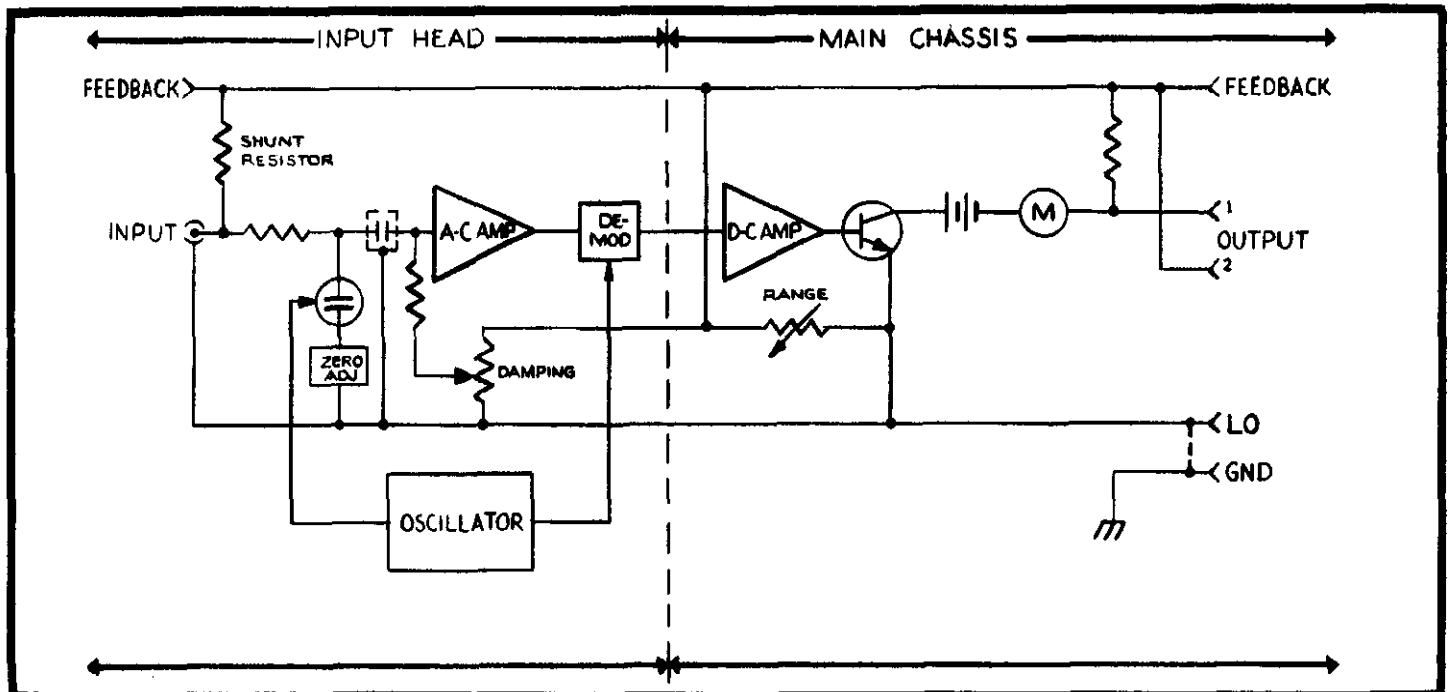 INPUT HEAD
MAIN CHASSIS
FEEDBACK
FEEDBACK
SHUNT
RESISTOR
INPUT
A-C AMP
DE-
MOD
D-C AMP
M
1
OUTPUT
2
RANGE
ZERO
ADJ
DAMPING
LO
GND
OSCILLATOR